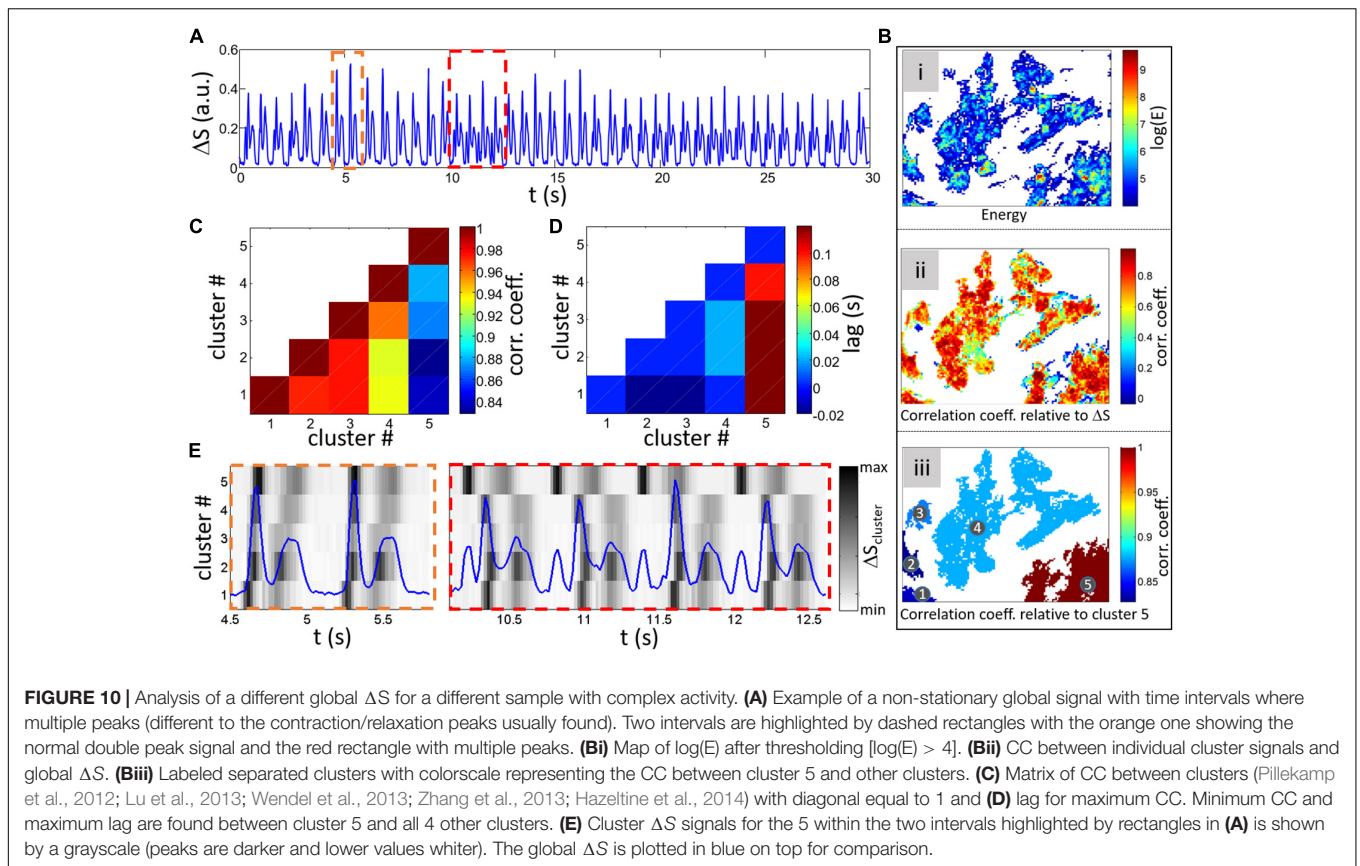 A
0.6
0.4
0.2
0
ΔS (a.u.)
0 5 10 15 20 25 30
t (s)
B
i
9
8
7
6
5
log(E)
Energy
ii
0.8
0.6
0.4
0.2
0
corr. coeff.
Correlation coeff. relative to ΔS
iii
3
4
2
5
1
1
0.95
0.9
0.85
corr. coeff.
Correlation coeff. relative to cluster 5
C
5
4
3
2
1
cluster #
1 2 3 4 5
cluster #
1
0.98
0.96
0.94
0.92
0.9
0.88
0.86
0.84
corr. coeff.
D
5
4
3
2
1
cluster #
1 2 3 4 5
cluster #
0.1
0.08
0.06
0.04
0.02
0
-0.02
lag (s)
E
5
4
3
2
1
cluster #
4.5 5 5.5
t (s)
10.5 11 11.5 12 12.5
t (s)
max
min
ΔScluster
FIGURE 10 | Analysis of a different global ΔS for a different sample with complex activity. (A) Example of a non-stationary global signal with time intervals where
multiple peaks (different to the contraction/relaxation peaks usually found). Two intervals are highlighted by dashed rectangles with the orange one showing the
normal double peak signal and the red rectangle with multiple peaks. (Bi) Map of log(E) after thresholding [log(E) > 4]. (Bii) CC between individual cluster signals and
global ΔS. (Biii) Labeled separated clusters with colorscale representing the CC between cluster 5 and other clusters. (C) Matrix of CC between clusters (Pillekamp
et al., 2012; Lu et al., 2013; Wendel et al., 2013; Zhang et al., 2013; Hazeltine et al., 2014) with diagonal equal to 1 and (D) lag for maximum CC. Minimum CC and
maximum lag are found between cluster 5 and all 4 other clusters. (E) Cluster ΔS signals for the 5 within the two intervals highlighted by rectangles in (A) is shown
by a grayscale (peaks are darker and lower values whiter). The global ΔS is plotted in blue on top for comparison.